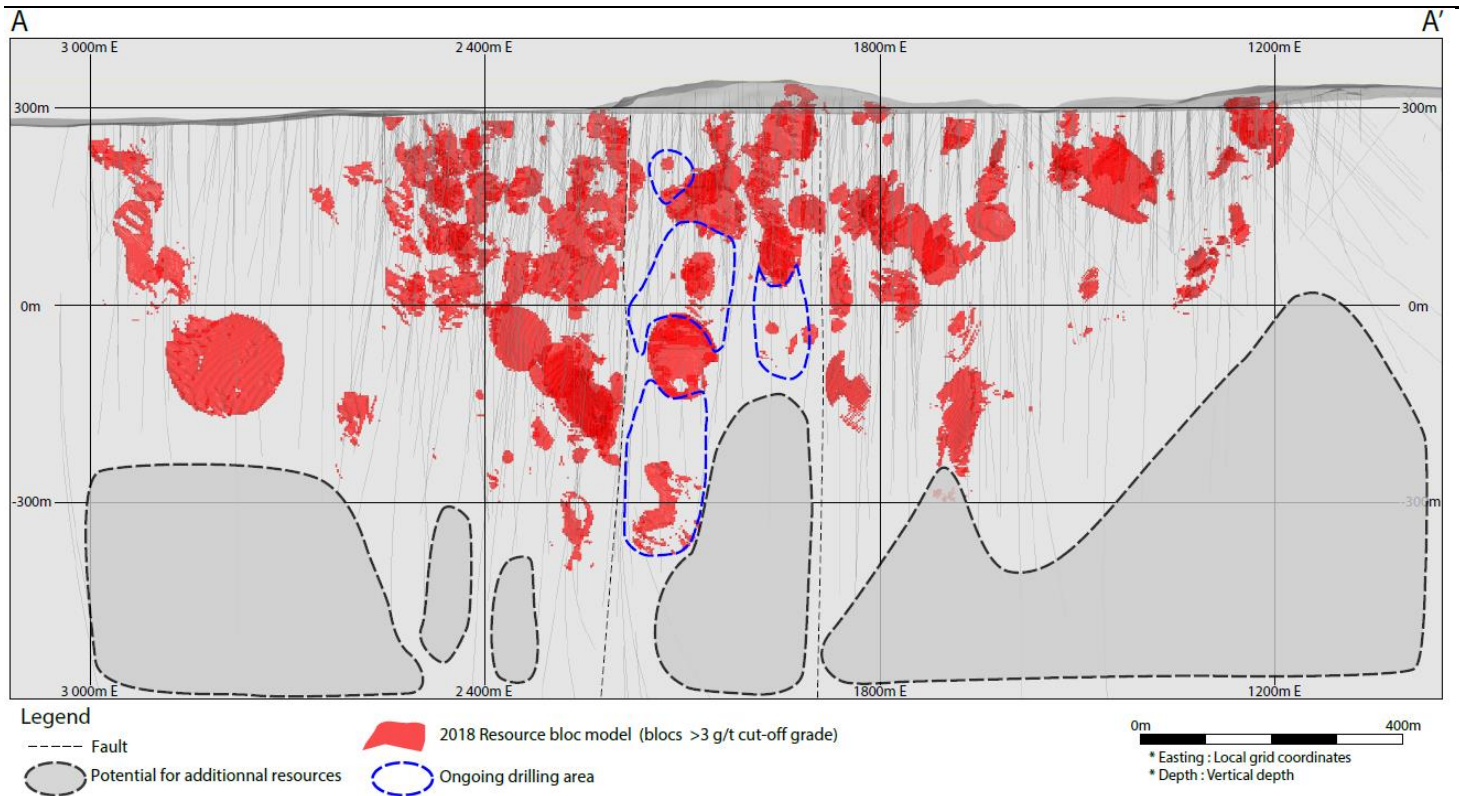 A A'
3 000m E 2 400m E 1800m E 1200m E
300m 300m
0m 0m
-300m -300m
3 000m E 2 400m E 1800m E 1200m E
Legend
Fault
Potential for additionnal resources
2018 Resource bloc model (blocs >3 g/t cut-off grade)
Ongoing drilling area
0m 400m
* Easting : Local grid coordinates
* Depth : Vertical depth